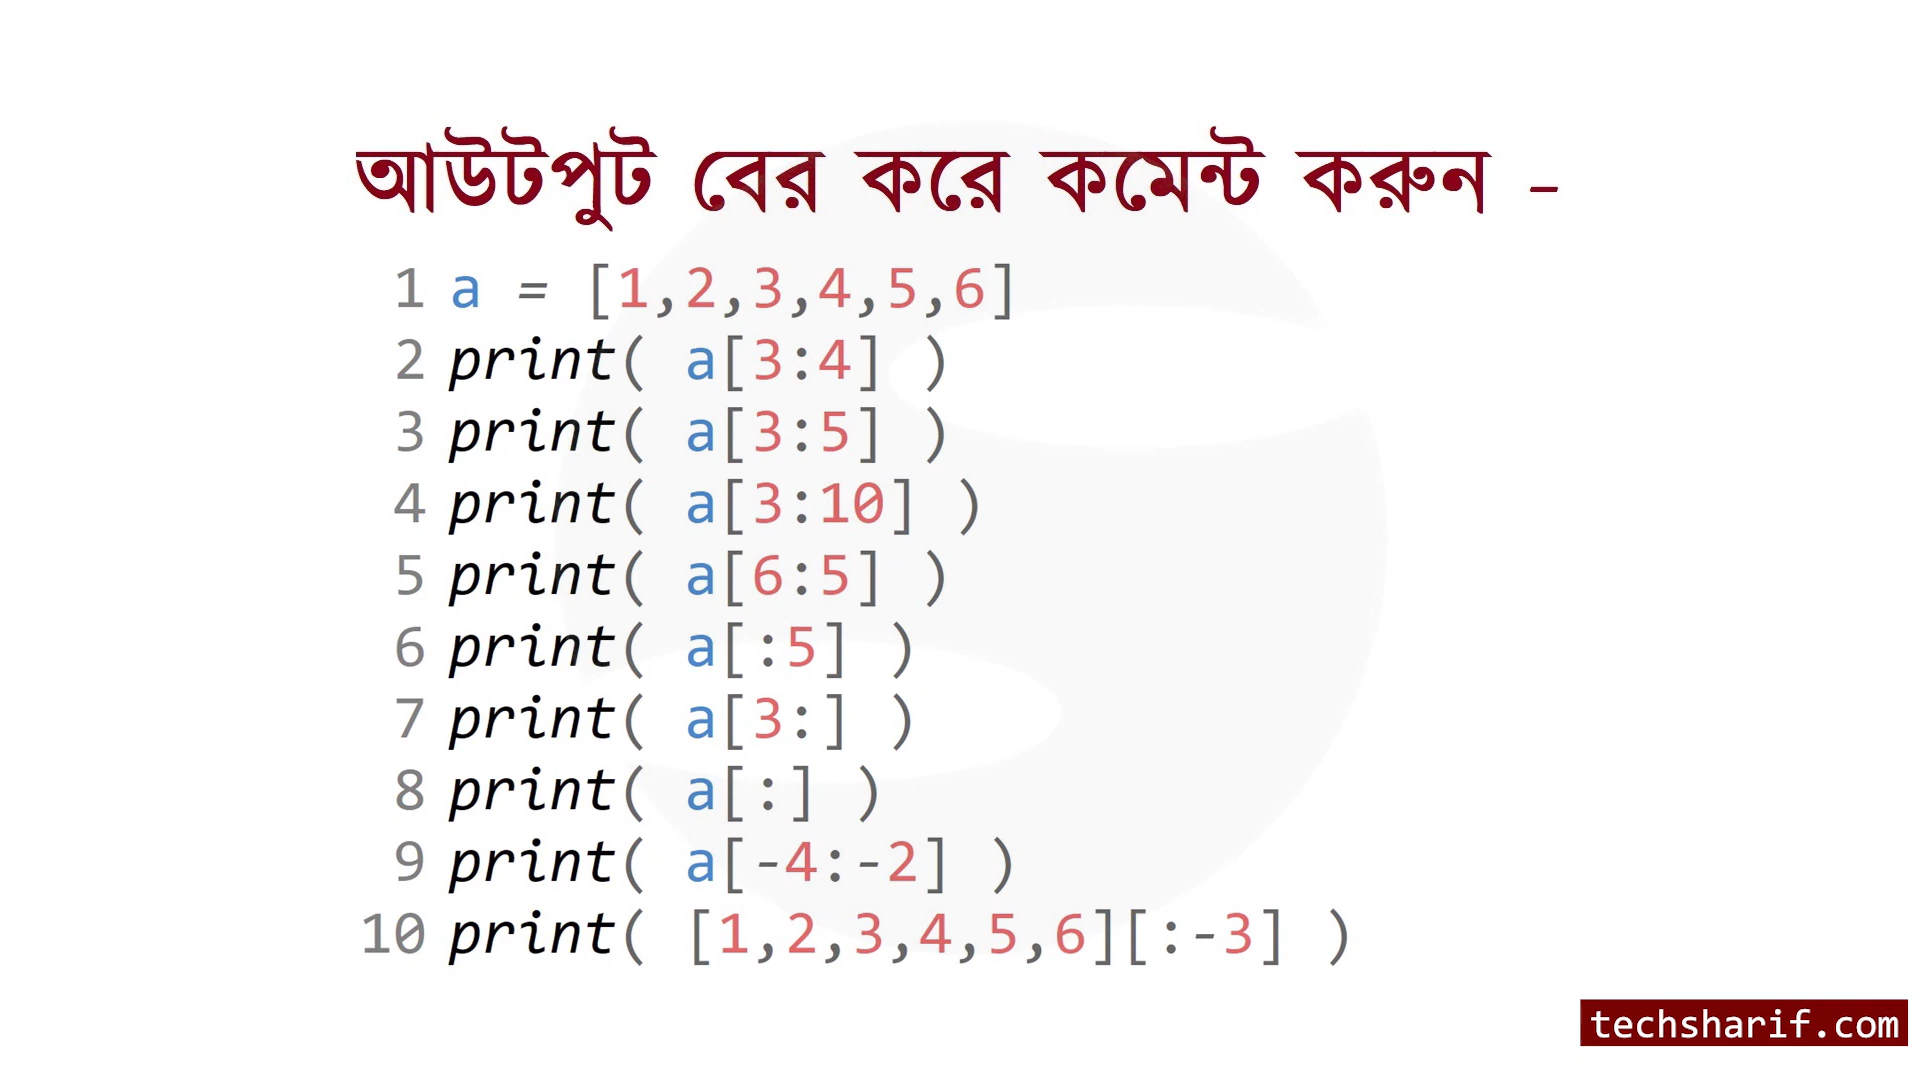 আউটপুট বের করে কমেন্ট করুন -
1 a = [1,2,3,4,5,6]
2 print( a[3:4] )
3 print( a[3:5] )
4 print( a[3:10] )
5 print( a[6:5] )
6 print( a[:5] )
7 print( a[3:] )
8 print( a[:] )
9 print( a[-4:-2] )
10 print( [1,2,3,4,5,6][:-3] )
techsharif.com